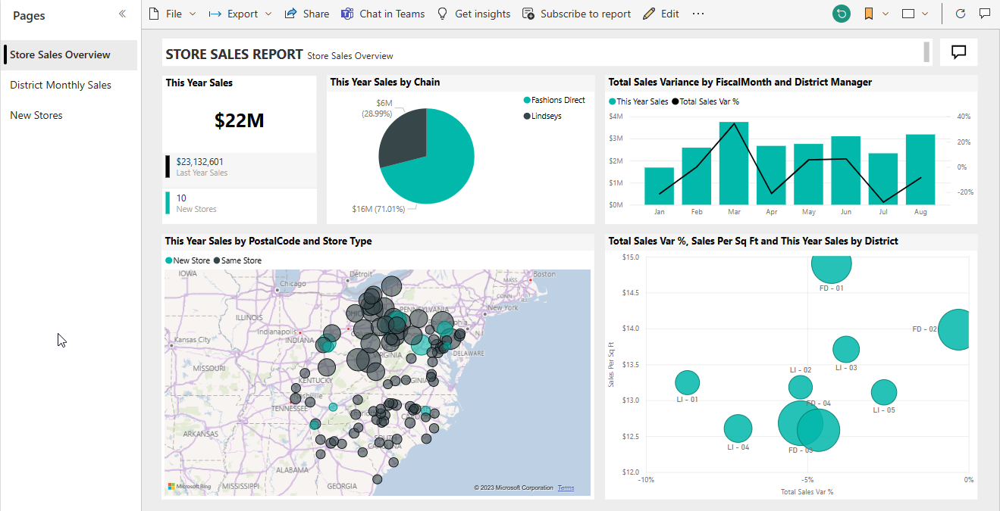 Pages
Store Sales Overview
District Monthly Sales
New Stores
File Export Share Chat in Teams Get insights Subscribe to report Edit
STORE SALES REPORT Store Sales Overview
This Year Sales
$22M
$23,132,601
Last Year Sales
10
New Stores
This Year Sales by Chain
$6M
(28.99%)
$16M (71.01%)
Fashions Direct
Lindseys
Total Sales Variance by FiscalMonth and District Manager
This Year Sales Total Sales Var %
$4M
$3M
$2M
$1M
$0M
40%
20%
0%
-20%
Jan Feb Mar Apr May Jun Jul Aug
This Year Sales by PostalCode and Store Type
New Store Same Store
IOWA
Detroit
Boston
Chicago
MASS.
CONN
New York
PENNSYLVANIA
ILLINOIS
Indianapolis
N.J.
INDIANA
Kansas City
DELAWARE
MISSOURI
KENTUCKY
TENNESSEE
ARKANSAS
ALABAMA
MISSISSIPPI
GEORGIA
Microsoft Bing
© 2023 Microsoft Corporation Terms
Total Sales Var %, Sales Per Sq Ft and This Year Sales by District
$15.0
$14.5
$14.0
$13.5
$13.0
$12.5
$12.0
Sales Per Sq Ft
FD - 01
FD - 02
LI - 03
LI - 02
LI - 01
FD - 04
LI - 05
LI - 04
FD - 03
-10% -5% 0%
Total Sales Var %